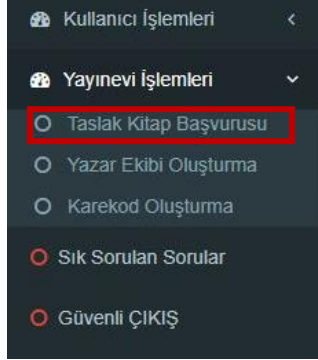 Kullanıcı İşlemleri
Yayınevi İşlemleri
Taslak Kitap Başvurusu
Yazar Ekibi Oluşturma
Karekod Oluşturma
Sık Sorulan Sorular
Güvenli ÇIKIŞ